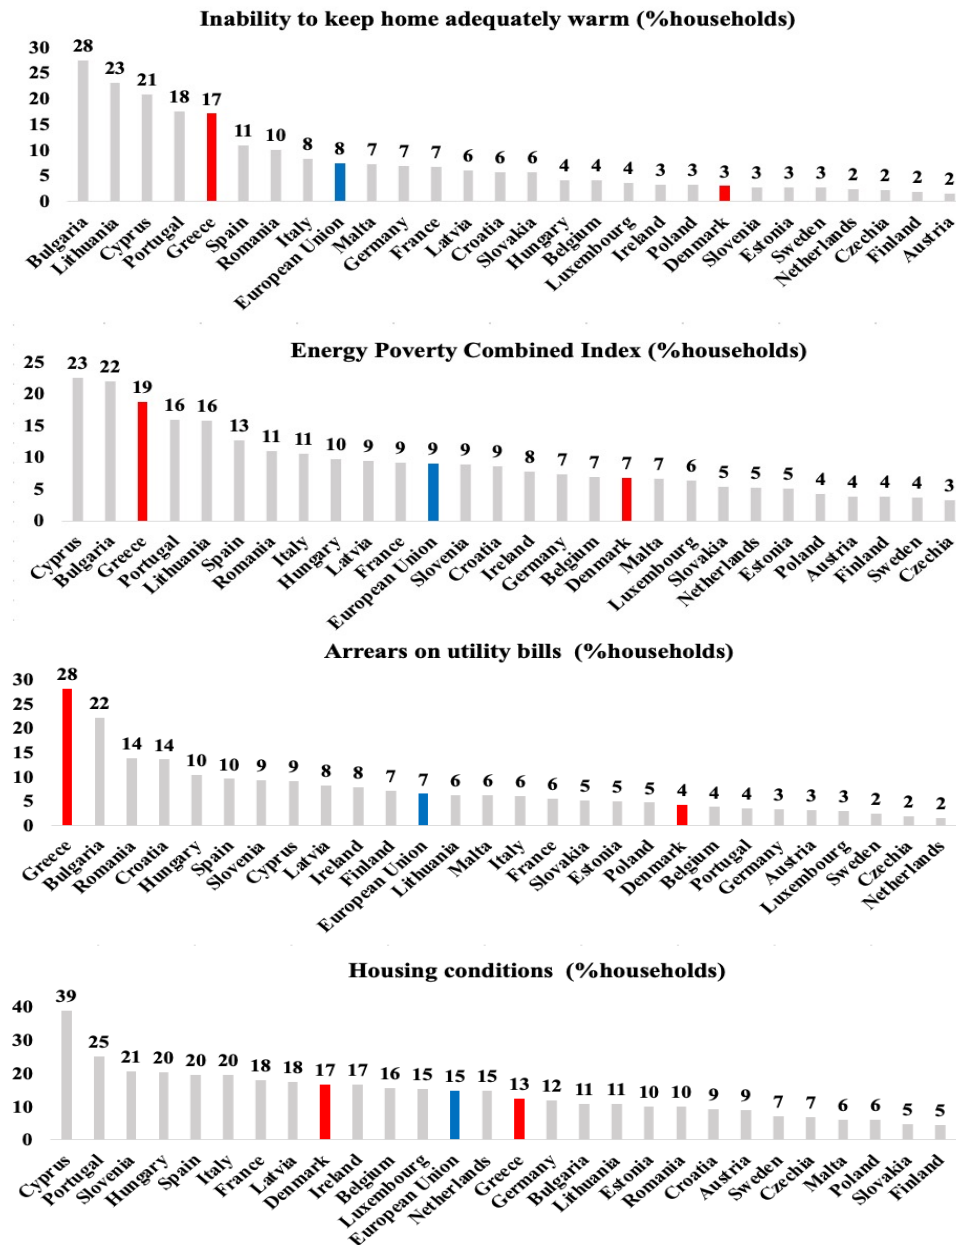 Inability to keep home adequately warm (%households)
30
25
20
15
10
5
0
28 23 21 18 17 11 10 8 8 7 7 7 6 6 6 4 4 4 3 3 3 3 3 3 2 2 2 2
Bulgaria Lithuania Cyprus Portugal Greece Spain Romania Italy European Union Malta Germany France Latvia Croatia Slovakia Hungary Belgium Luxembourg Ireland Poland Denmark Slovenia Estonia Sweden Netherlands Czechia Finland Austria
Energy Poverty Combined Index (%households)
25
20
15
10
5
0
23 22 19 16 16 13 11 11 10 9 9 9 9 9 8 7 7 7 7 6 5 5 5 4 4 4 4 3
Cyprus Bulgaria Greece Portugal Lithuania Spain Romania Italy Hungary Latvia France European Union Slovenia Croatia Ireland Germany Belgium Denmark Malta Luxembourg Slovakia Netherlands Estonia Poland Austria Finland Sweden Czechia
Arrears on utility bills (%households)
30
25
20
15
10
5
0
28 22 14 14 10 10 9 9 8 8 7 7 6 6 6 6 5 5 5 4 4 4 3 3 3 2 2 2
Greece Bulgaria Romania Croatia Hungary Spain Slovenia Cyprus Latvia Ireland Finland European Union Lithuania Malta Italy France Slovakia Estonia Poland Denmark Belgium Portugal Germany Austria Luxembourg Sweden Czechia Netherlands
Housing conditions (%households)
40
30
20
10
0
39 25 21 20 20 20 18 18 17 17 16 15 15 15 13 12 11 11 10 10 9 9 7 7 6 6 5 5
Cyprus Portugal Slovenia Hungary Spain Italy France Latvia Denmark Ireland Belgium Luxembourg European Union Netherlands Greece Germany Bulgaria Lithuania Estonia Romania Croatia Austria Sweden Czechia Malta Poland Slovakia Finland